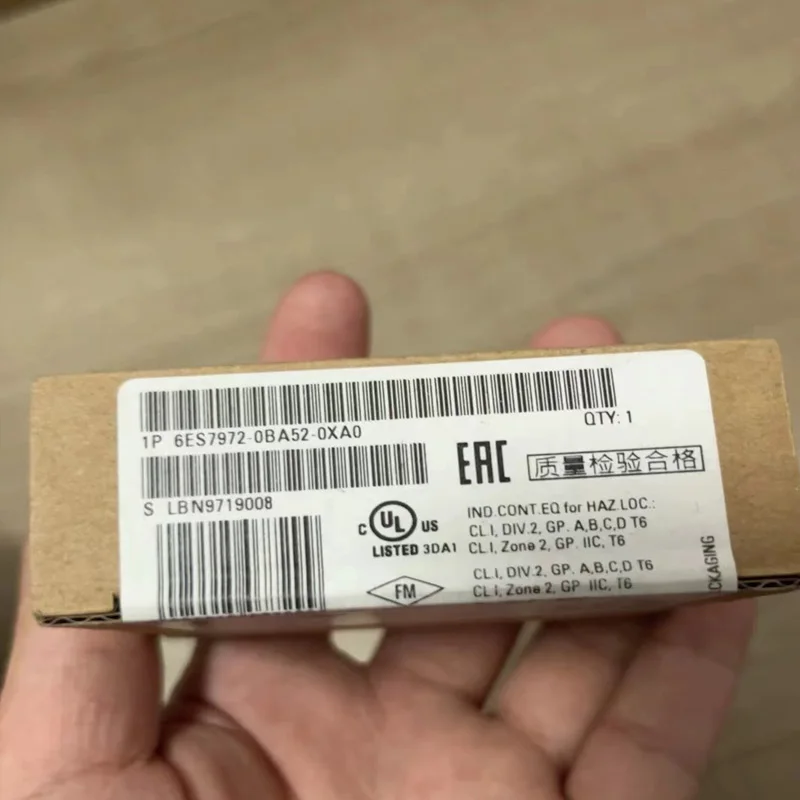 1P 6ES7972-0BA52-0XA0
QTY: 1
S LBN9719008
EAC
质量检验合格
C UL US
LISTED 3DA1
IND.CONT.EQ for HAZ.LOC.:
CL.I, DIV.2, GP. A,B,C,D T6
CL.I, Zone 2, GP. IIC, T6
FM
CL.I, DIV.2, GP. A,B,C,D T6
CL.I, Zone 2, GP. IIC, T6